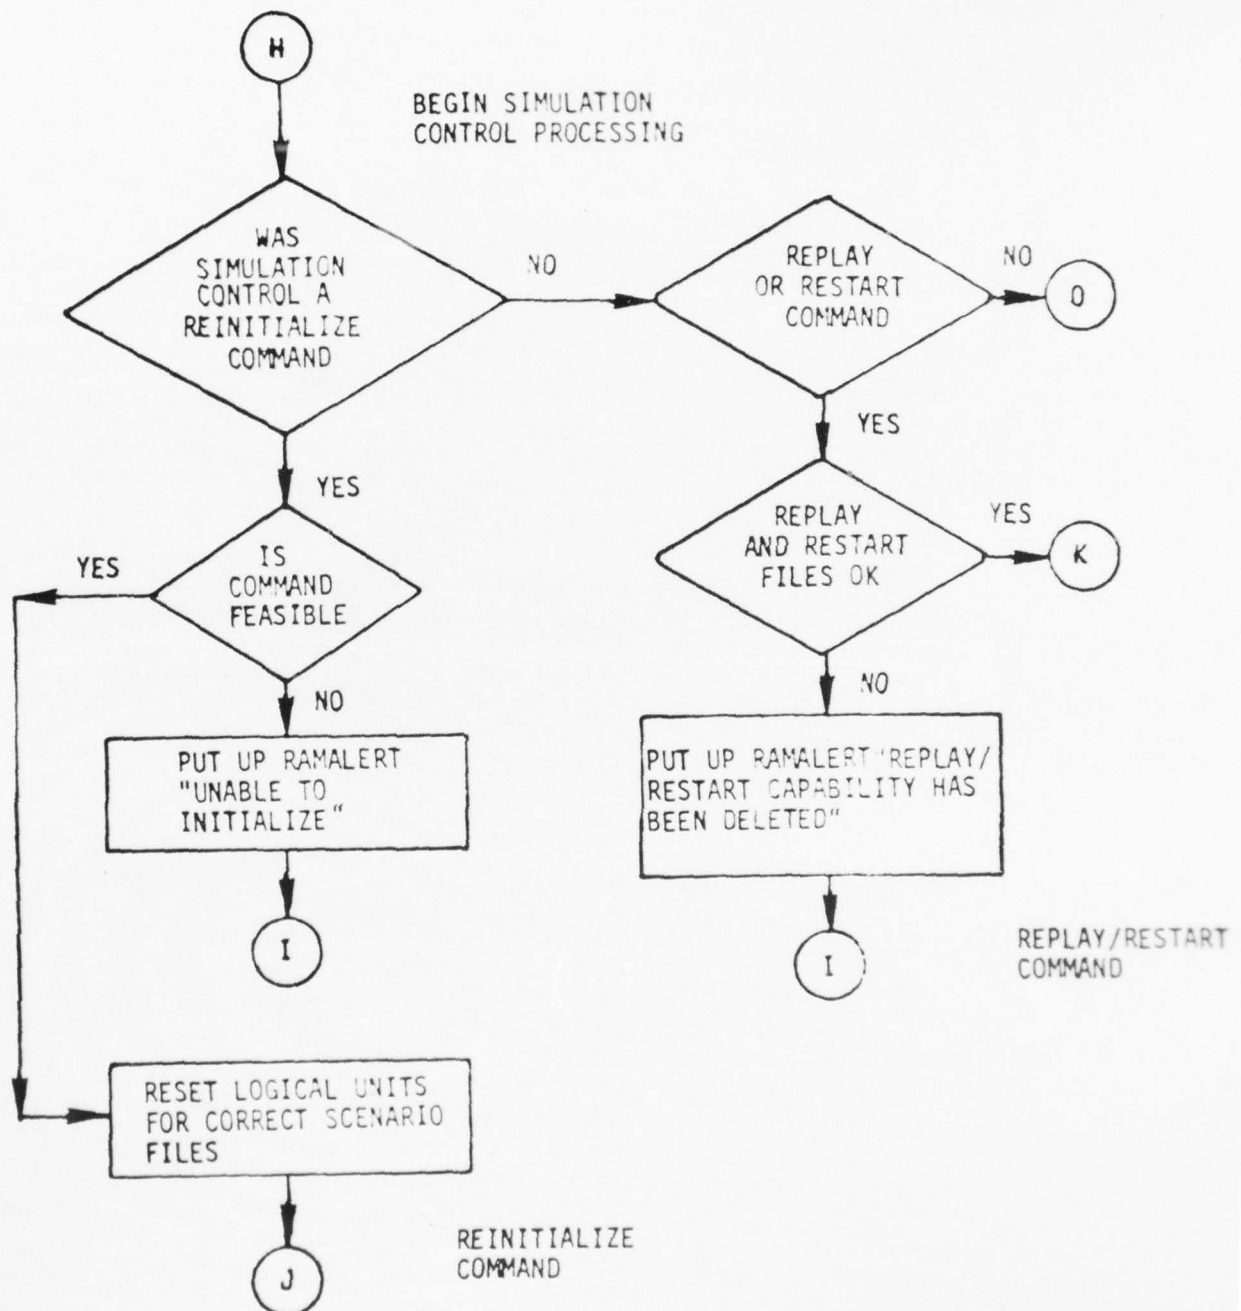 H
BEGIN SIMULATION
CONTROL PROCESSING
WAS
SIMULATION
CONTROL A
REINITIALIZE
COMMAND
NO
REPLAY
OR RESTART
COMMAND
NO
O
YES
YES
REPLAY
AND RESTART
FILES OK
YES
K
YES
IS
COMMAND
FEASIBLE
NO
NO
PUT UP RAMALERT
"UNABLE TO
INITIALIZE"
PUT UP RAMALERT "REPLAY/
RESTART CAPABILITY HAS
BEEN DELETED"
I
I
REPLAY/RESTART
COMMAND
RESET LOGICAL UNITS
FOR CORRECT SCENARIO
FILES
REINITIALIZE
COMMAND
J